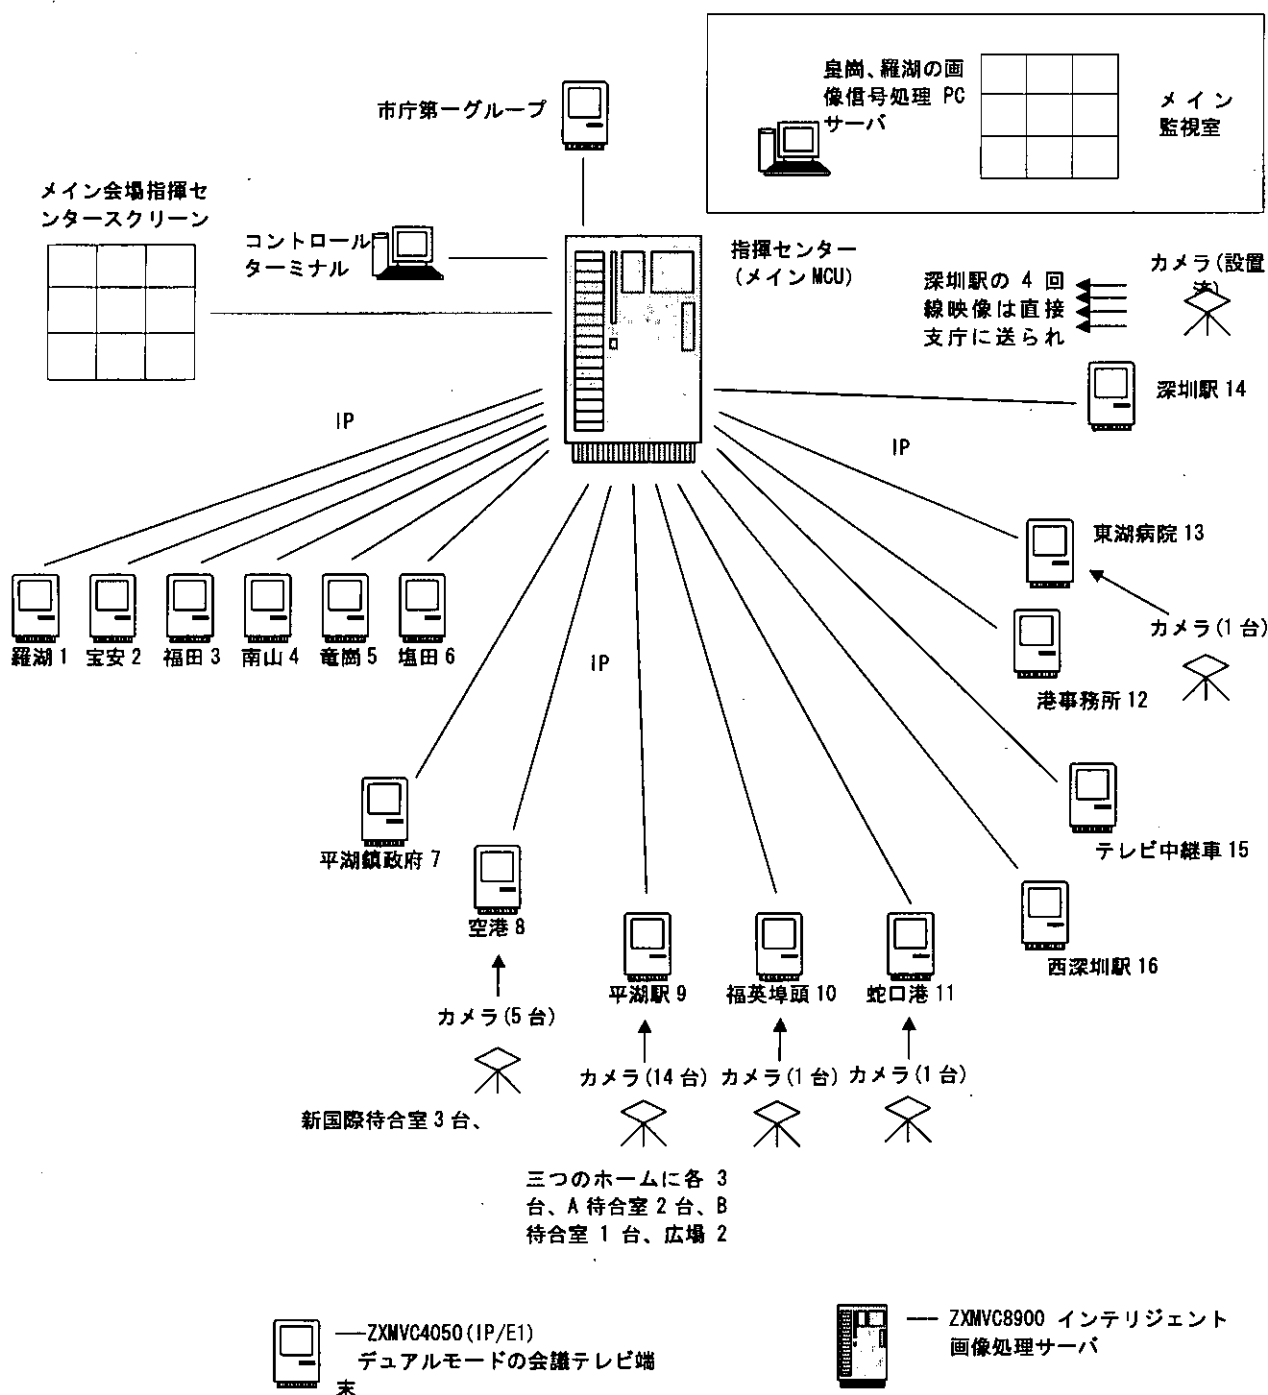 市庁第一グループ
皇崗、羅湖の画
像信号処理 PC
サーバ
メイン
監視室
メイン会場指揮セ
ンタースクリーン
コントロール
ターミナル
指揮センター
(メイン MCU)
深圳駅の 4 回
線映像は直接
支庁に送られ
カメラ(設置
済)
深圳駅 14
IP
IP
東湖病院 13
カメラ(1 台)
羅湖 1
宝安 2
福田 3
南山 4
竜崗 5
塩田 6
IP
港事務所 12
平湖鎮政府 7
テレビ中継車 15
空港 8
西深圳駅 16
平湖駅 9
福英埠頭 10
蛇口港 11
カメラ(5 台)
カメラ(14 台)
カメラ(1 台)
カメラ(1 台)
新国際待合室 3 台、
三つのホームに各 3
台、A 待合室 2 台、B
待合室 1 台、広場 2
——ZXMVC4050(IP/E1)
デュアルモードの会議テレビ端
末
--- ZXMVC8900 インテリジェント
画像処理サーバ